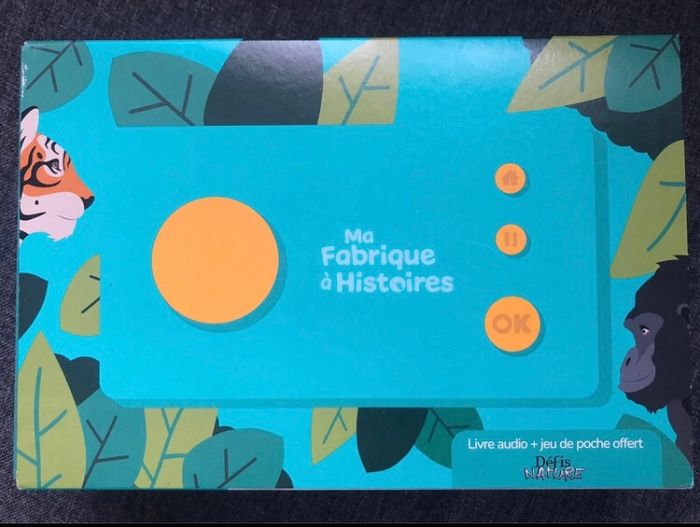 Ma
Fabrique
à Histoires
OK
Livre audio + jeu de poche offert
Défis
NATURE